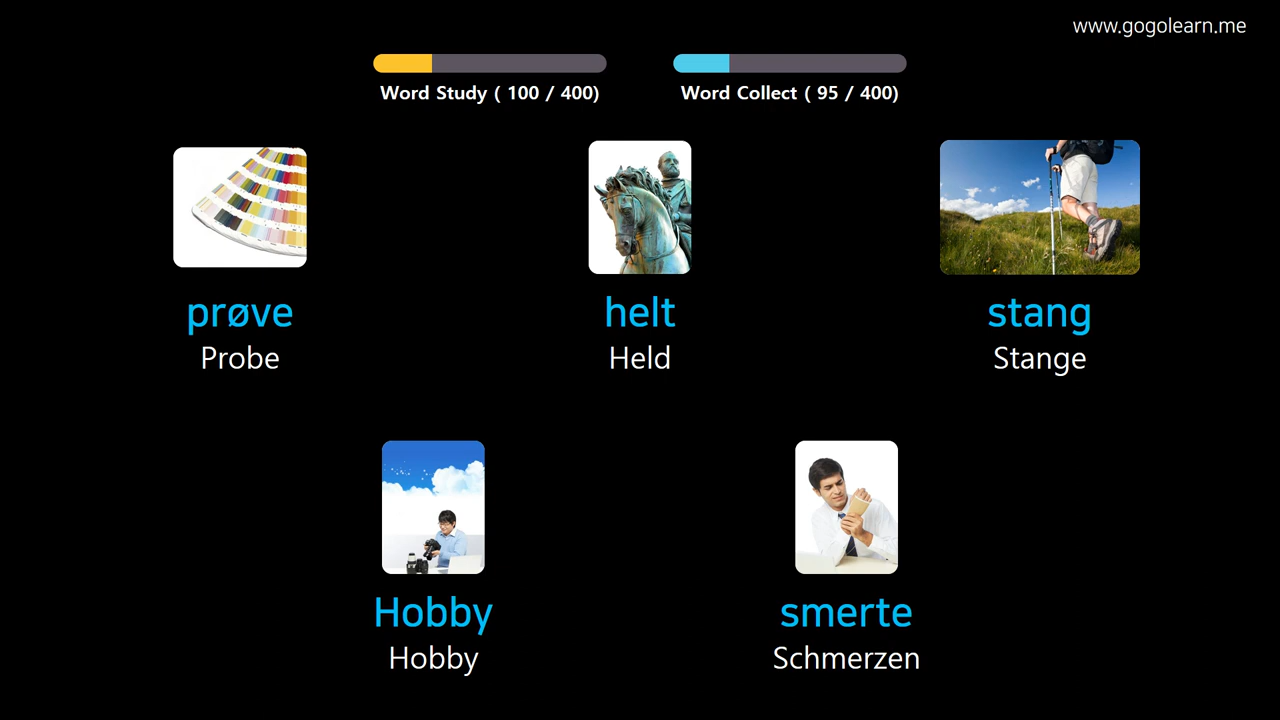 www.gogolearn.me
Word Study ( 100 / 400)
Word Collect ( 95 / 400)
prøve
Probe
helt
Held
stang
Stange
Hobby
Hobby
smerte
Schmerzen